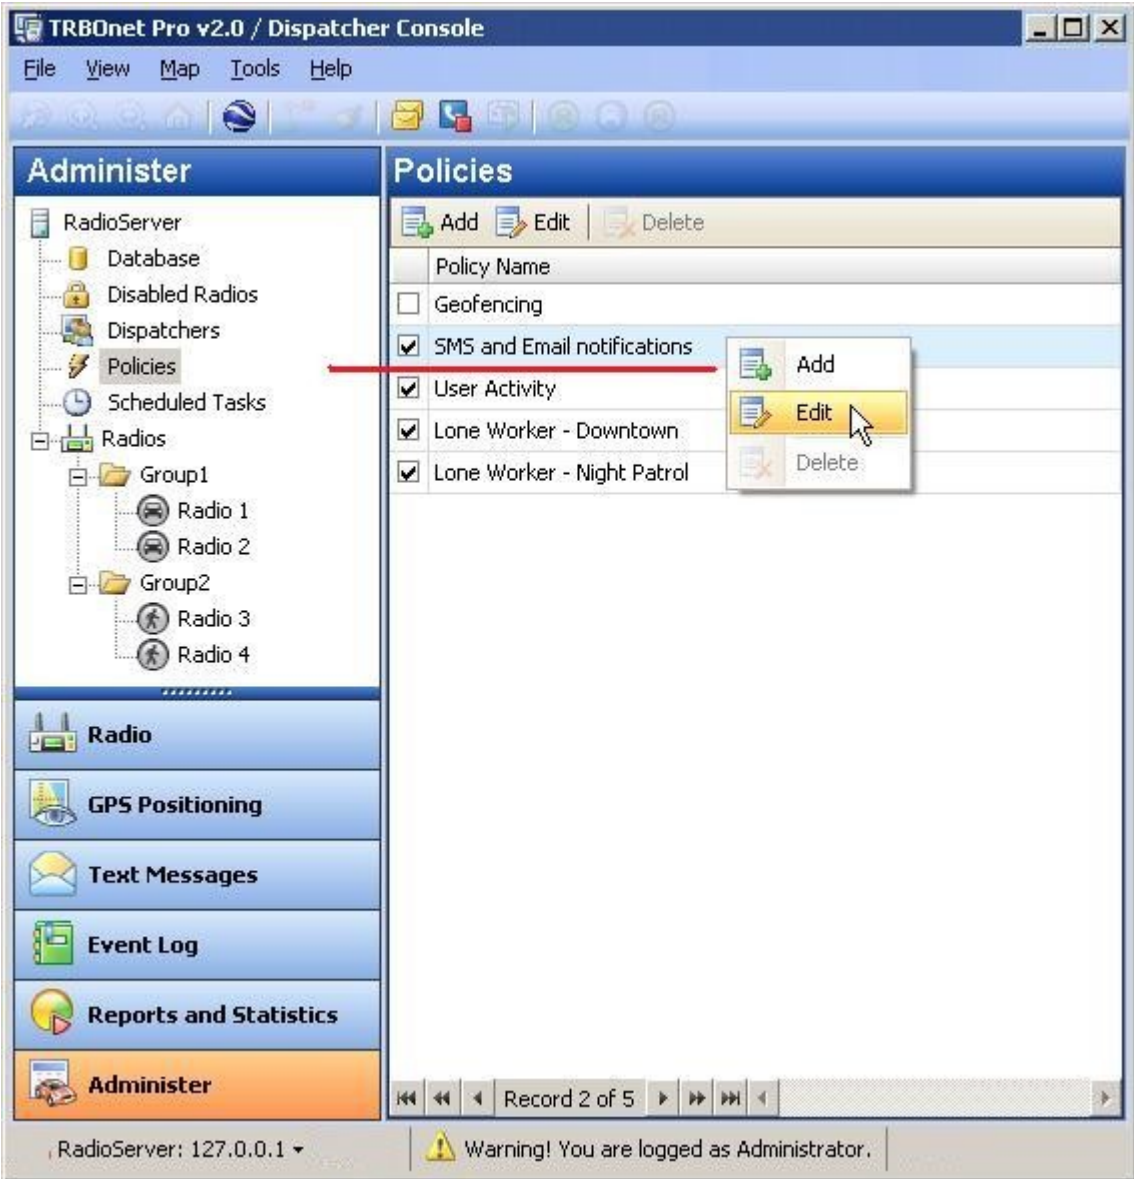 TRBOnet Pro v2.0 / Dispatcher Console
File View Map Tools Help
Administer
RadioServer
Database
Disabled Radios
Dispatchers
Policies
Scheduled Tasks
Radios
Group1
Radio 1
Radio 2
Group2
Radio 3
Radio 4
Radio
GPS Positioning
Text Messages
Event Log
Reports and Statistics
Administer
Policies
Add Edit Delete
Policy Name
Geofencing
SMS and Email notifications
User Activity
Lone Worker - Downtown
Lone Worker - Night Patrol
Add
Edit
Delete
Record 2 of 5
RadioServer: 127.0.0.1 Warning! You are logged as Administrator.